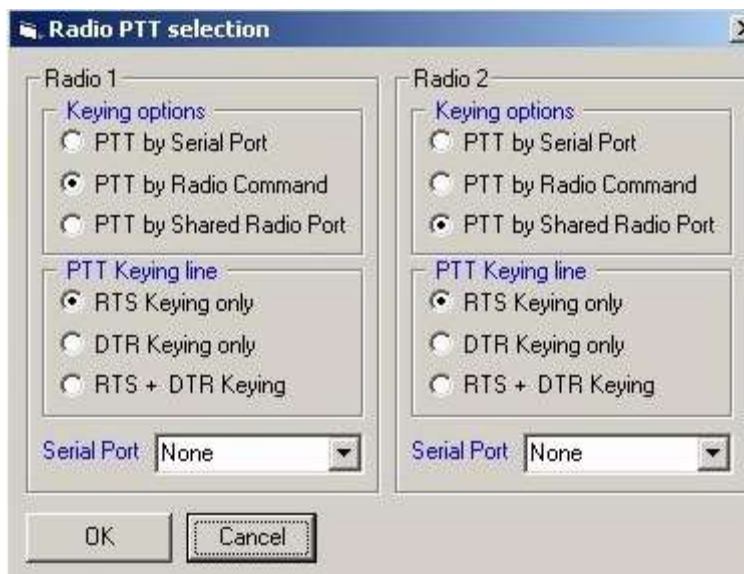 Radio PTT selection
Radio 1
Keying options
PTT by Serial Port
PTT by Radio Command
PTT by Shared Radio Port
PTT Keying line
RTS Keying only
DTR Keying only
RTS + DTR Keying
Serial Port None
Radio 2
Keying options
PTT by Serial Port
PTT by Radio Command
PTT by Shared Radio Port
PTT Keying line
RTS Keying only
DTR Keying only
RTS + DTR Keying
Serial Port None
OK
Cancel